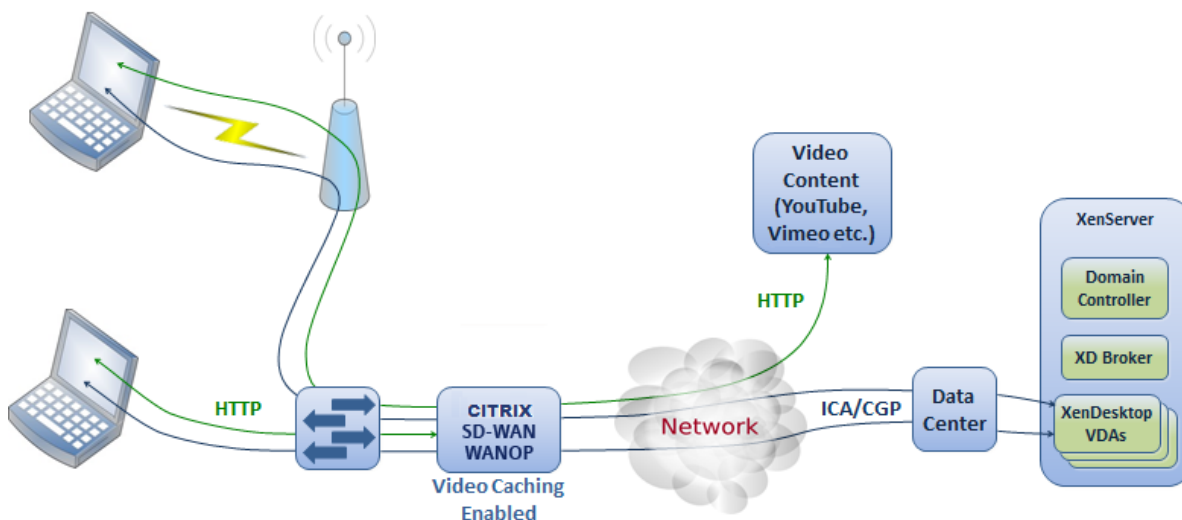 Video
Content
(YouTube,
Vimeo etc.)
XenServer
Domain
Controller
HTTP
XD Broker
HTTP
CITRIX
SD-WAN
WANOP
Network
ICA/CGP
Data
Center
XenDesktop
VDAs
Video Caching
Enabled